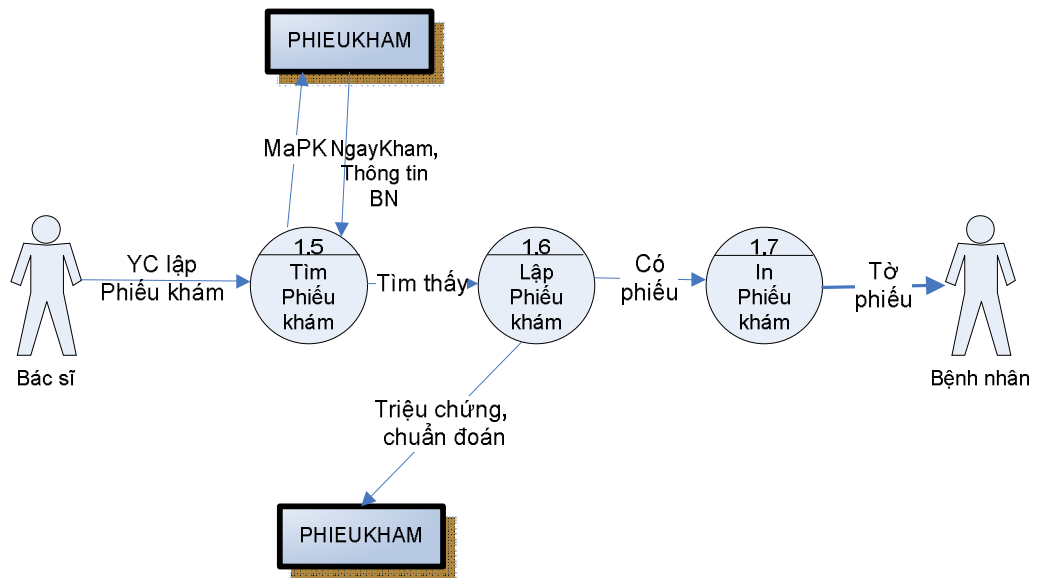 PHIEUKHAM
MaPK
NgayKham,
Thông tin
BN
YC lập
Phiếu khám
1.5
Tìm
Phiếu
khám
Tìm thấy
1.6
Lập
Phiếu
khám
Có
phiếu
1.7
In
Phiếu
khám
Tờ
phiếu
Bác sĩ
Bệnh nhân
Triệu chứng,
chuẩn đoán
PHIEUKHAM